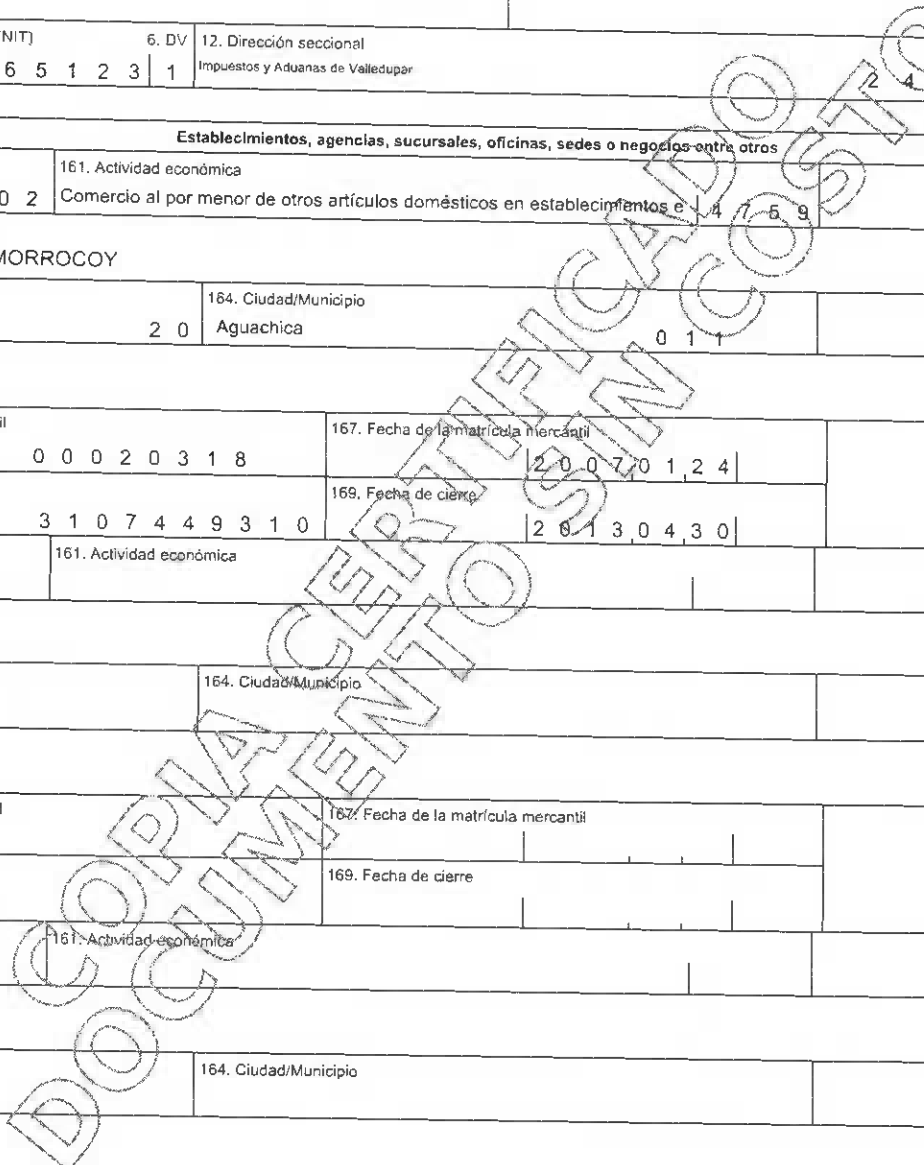 NIT) 6. DV 12. Dirección seccional
6 5 1 2 3 1 Impuestos y Aduanas de Valledupar 2 4
Establecimientos, agencias, sucursales, oficinas, sedes o negocios entre otros
161. Actividad económica
0 2 Comercio al por menor de otros artículos domésticos en establecimientos e 4 7 5 9
MORROCOY
164. Ciudad/Municipio
2 0 Aguachica 0 1 1
167. Fecha de la matrícula mercantil
0 0 0 2 0 3 1 8 2 0 0 7 0 1 2 4
169. Fecha de cierre
3 1 0 7 4 4 9 3 1 0 2 0 1 3 0 4 3 0
161. Actividad económica
164. Ciudad/Municipio
167. Fecha de la matrícula mercantil
169. Fecha de cierre
161. Actividad económica
164. Ciudad/Municipio
COPIA CERTIFICADO
DOCUMENTO SIN COSTO